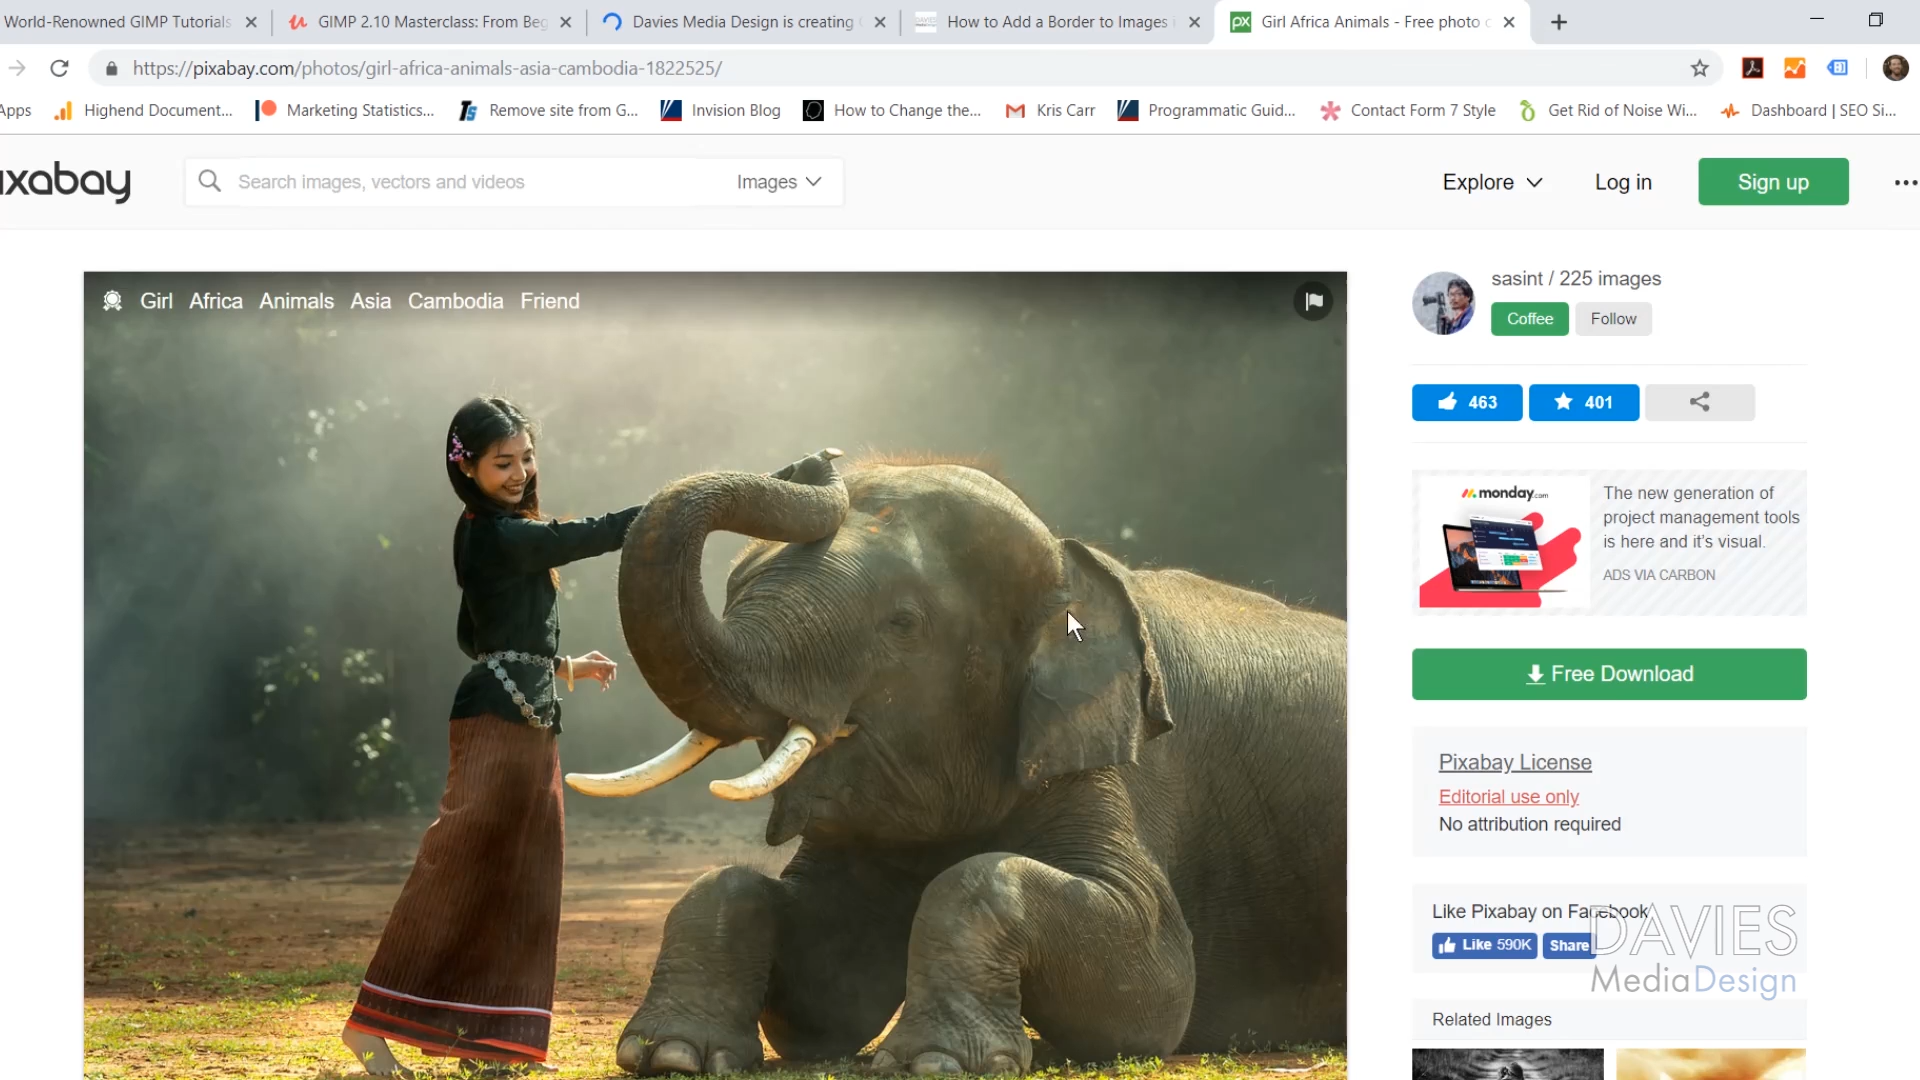 World-Renowned GIMP Tutorials
GIMP 2.10 Masterclass: From Beg
Davies Media Design is creating
How to Add a Border to Images
Girl Africa Animals - Free photo
https://pixabay.com/photos/girl-africa-animals-asia-cambodia-1822525/
Apps Highend Document... Marketing Statistics... Remove site from G... Invision Blog How to Change the... Kris Carr Programmatic Guid... Contact Form 7 Style Get Rid of Noise Wi... Dashboard | SEO Si...
ixabay
Search images, vectors and videos
Images
Explore
Log in
Sign up
Girl Africa Animals Asia Cambodia Friend
sasint / 225 images
Coffee Follow
463 401
monday.com
The new generation of
project management tools
is here and it's visual.
ADS VIA CARBON
Free Download
Pixabay License
Editorial use only
No attribution required
Like Pixabay on Facebook
Like 590K Share
DAVIES
MediaDesign
Related Images